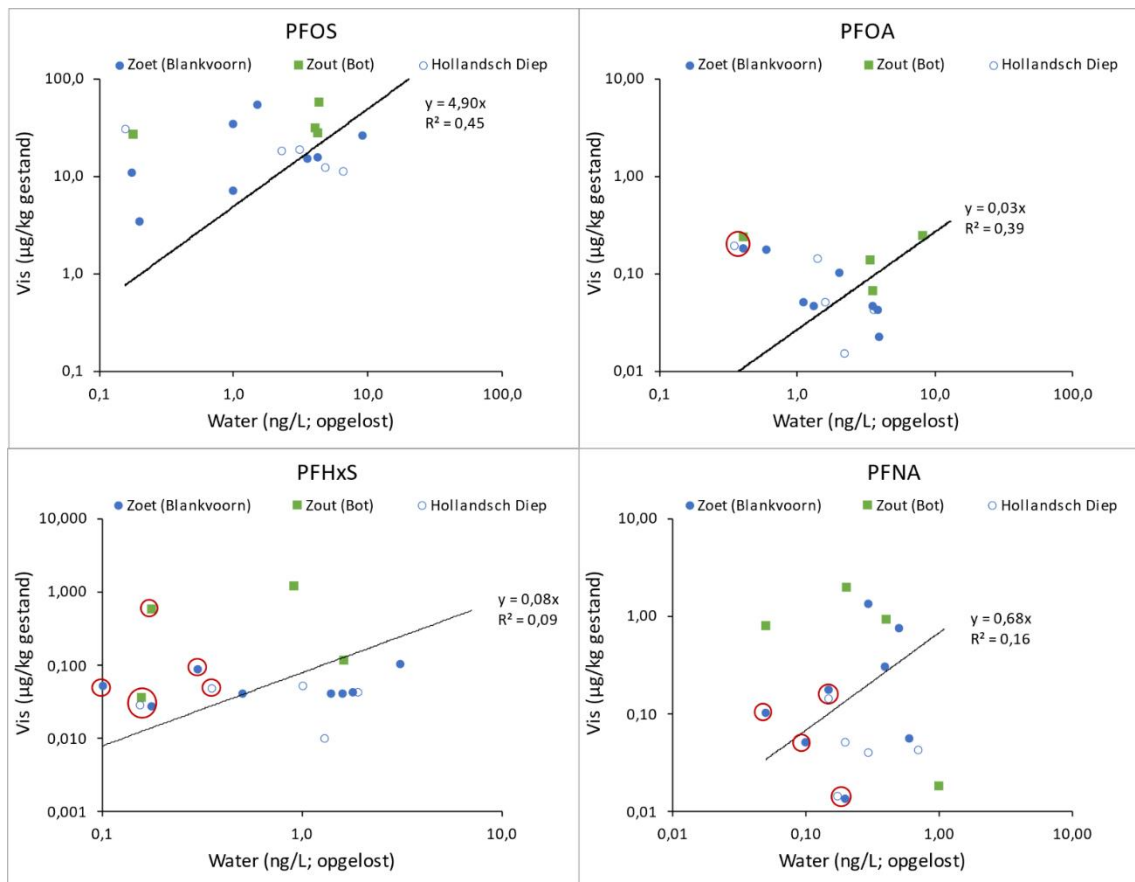 PFOS
Zoet (Blankvoorn) Zout (Bot) Hollandsch Diep
100,0
10,0
1,0
0,1
Vis (µg/kg gestand)
y = 4,90x
R² = 0,45
0,1 1,0 10,0 100,0
Water (ng/L; opgelost)
PFOA
Zoet (Blankvoorn) Zout (Bot) Hollandsch Diep
10,00
1,00
0,10
0,01
Vis (µg/kg gestand)
y = 0,03x
R² = 0,39
0,1 1,0 10,0 100,0
Water (ng/L; opgelost)
PFHxS
Zoet (Blankvoorn) Zout (Bot) Hollandsch Diep
10,000
1,000
0,100
0,010
0,001
Vis (µg/kg gestand)
y = 0,08x
R² = 0,09
0,1 1,0 10,0
Water (ng/L; opgelost)
PFNA
Zoet (Blankvoorn) Zout (Bot) Hollandsch Diep
10,00
1,00
0,10
0,01
Vis (µg/kg gestand)
y = 0,68x
R² = 0,16
0,01 0,10 1,00 10,00
Water (ng/L; opgelost)